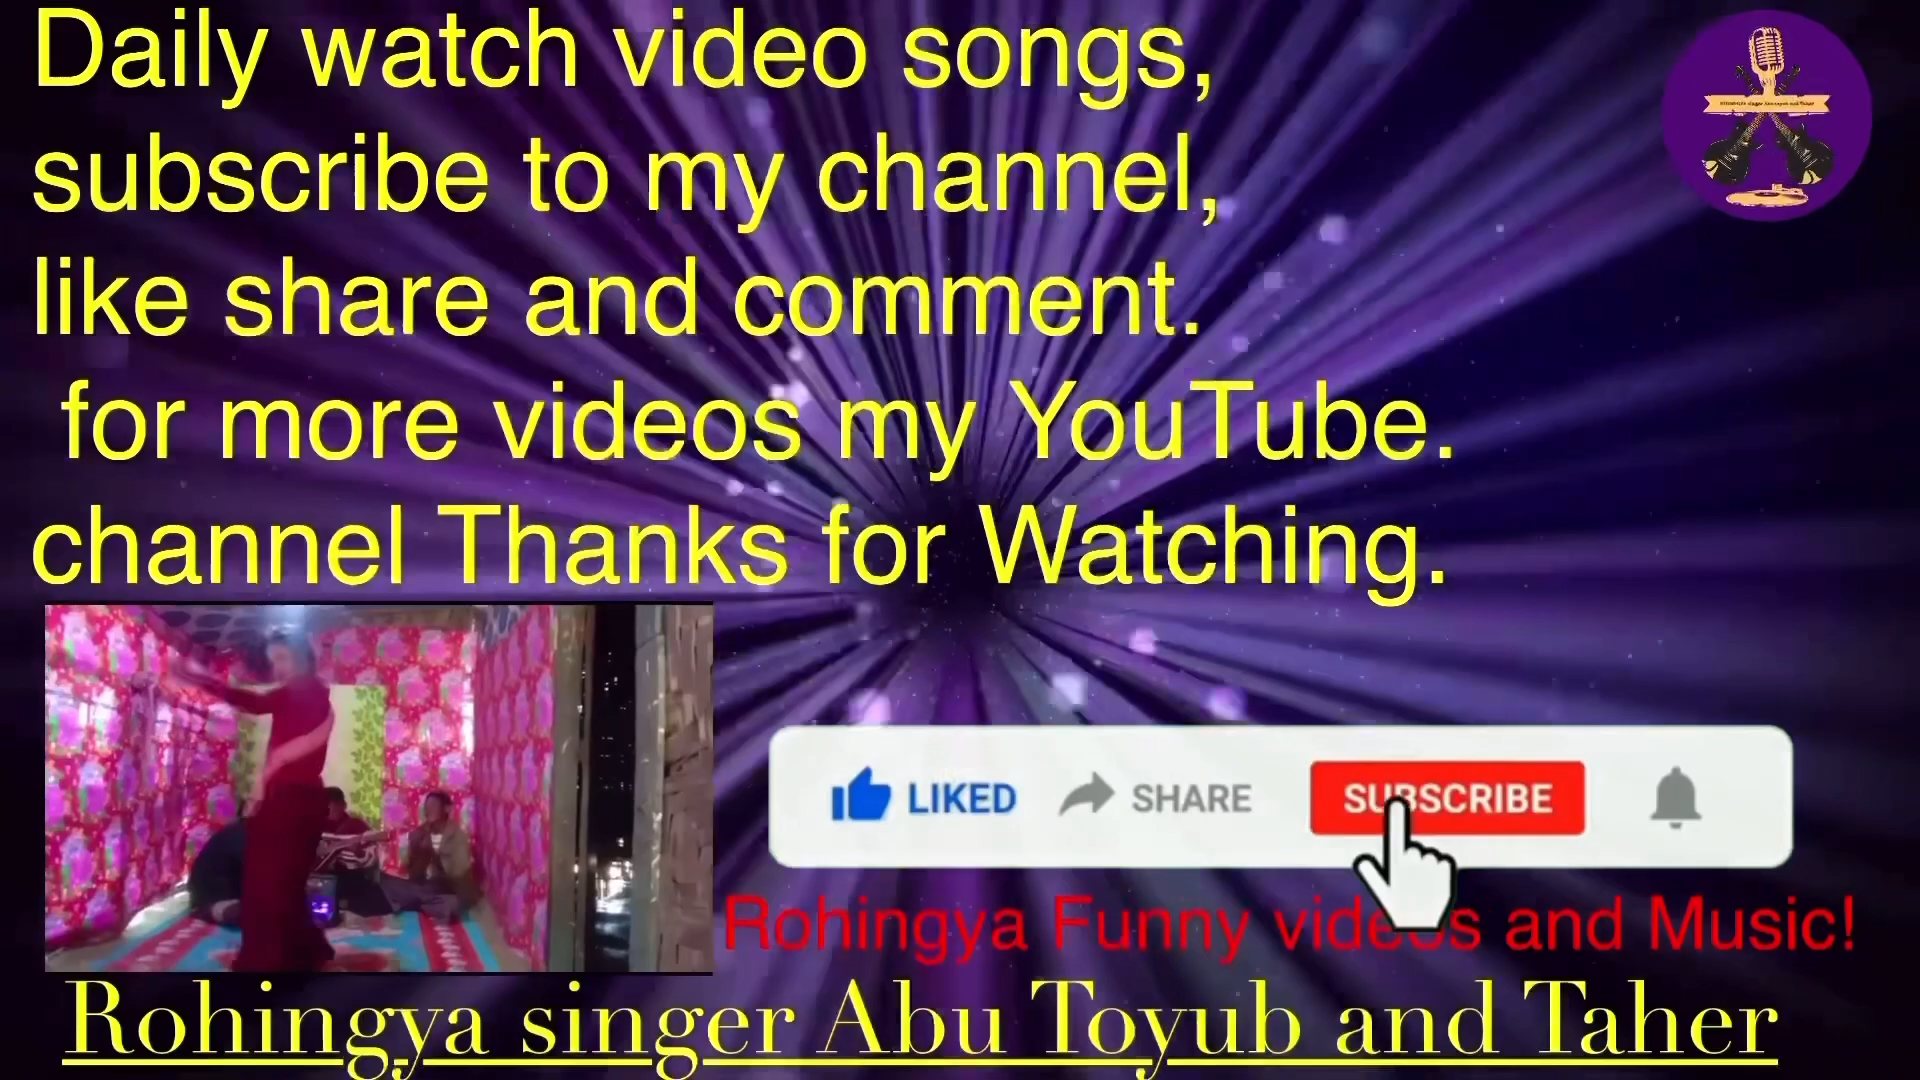 Daily watch video songs,
subscribe to my channel,
like share and comment.
for more videos my YouTube.
channel Thanks for Watching.
LIKED SHARE SUBSCRIBE
Rohingya Funny videos and Music!
Rohingya singer Abu Toyub and Taher